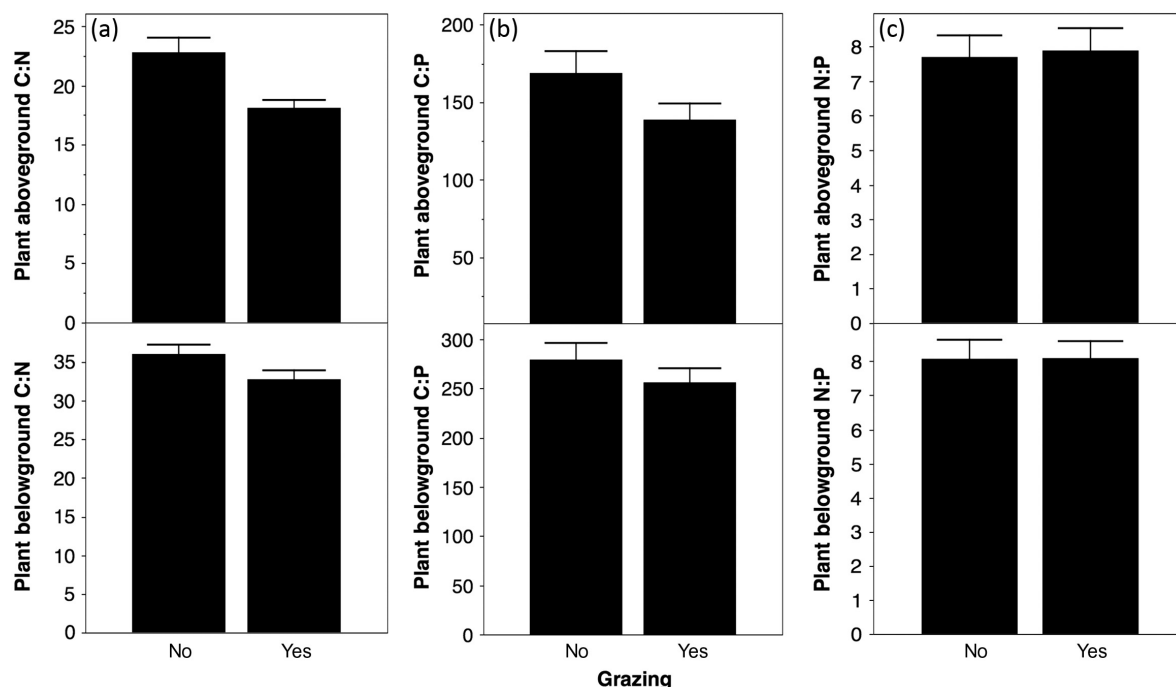 (a)
Plant aboveground C:N
25
20
15
10
5
0
(b)
Plant aboveground C:P
200
150
100
50
(c)
Plant aboveground N:P
8
7
6
5
4
3
2
1
0
Plant belowground C:N
35
30
25
20
15
10
5
0
No
Yes
Plant belowground C:P
300
250
200
150
100
50
0
No
Yes
Plant belowground N:P
8
7
6
5
4
3
2
1
0
No
Yes
Grazing